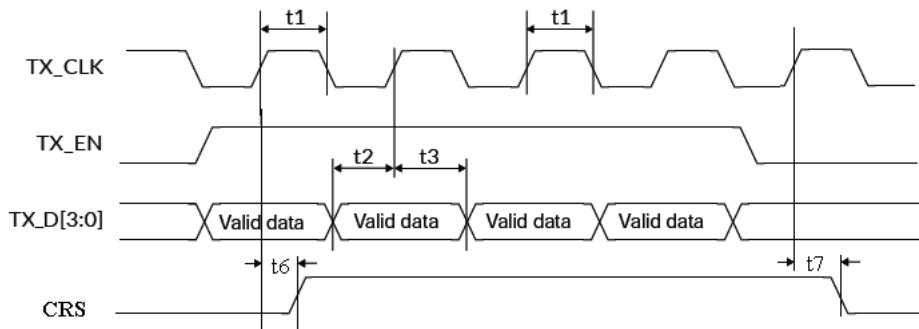 t1 t1
TX_CLK
TX_EN
t2 t3
TX_D[3:0] Valid data Valid data Valid data Valid data
t6 t7
CRS